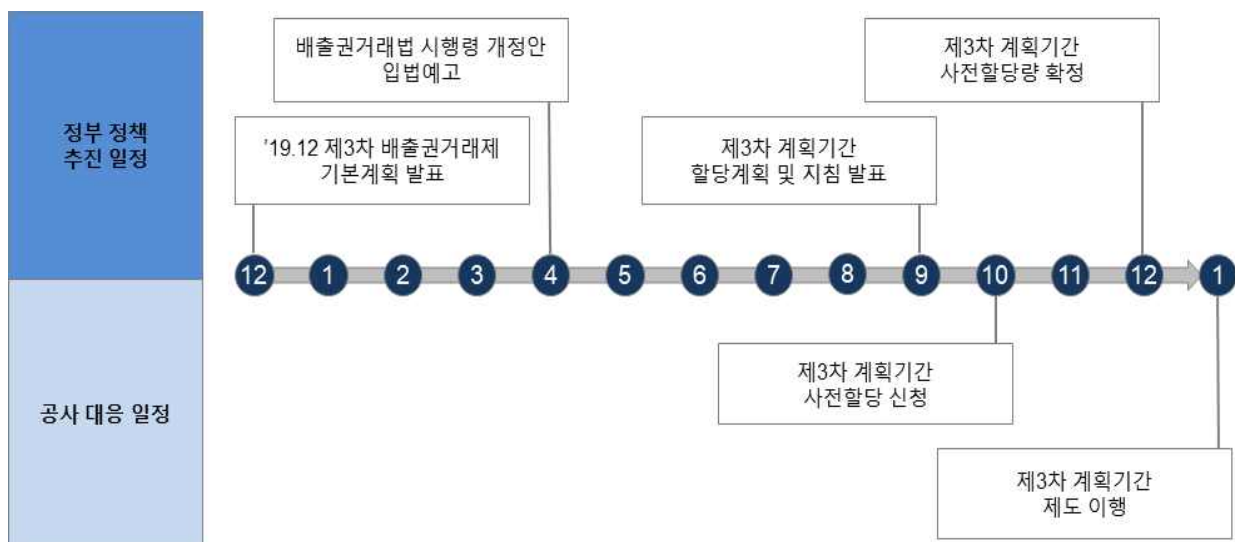 정부 정책
추진 일정
배출권거래법 시행령 개정안
입법예고
제3차 계획기간
사전할당량 확정
'19.12 제3차 배출권거래제
기본계획 발표
제3차 계획기간
할당계획 및 지침 발표
12 1 2 3 4 5 6 7 8 9 10 11 12 1
공사 대응 일정
제3차 계획기간
사전할당 신청
제3차 계획기간
제도 이행